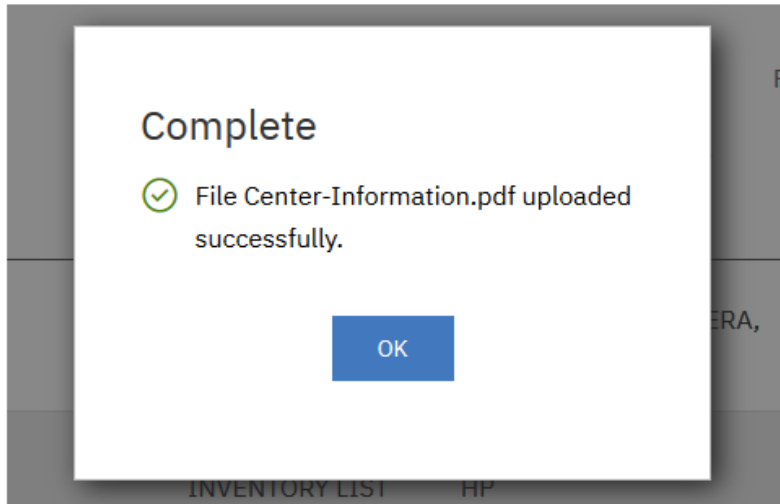 Complete
File Center-Information.pdf uploaded
successfully.
OK
ERA,
INVENTORY LIST HP